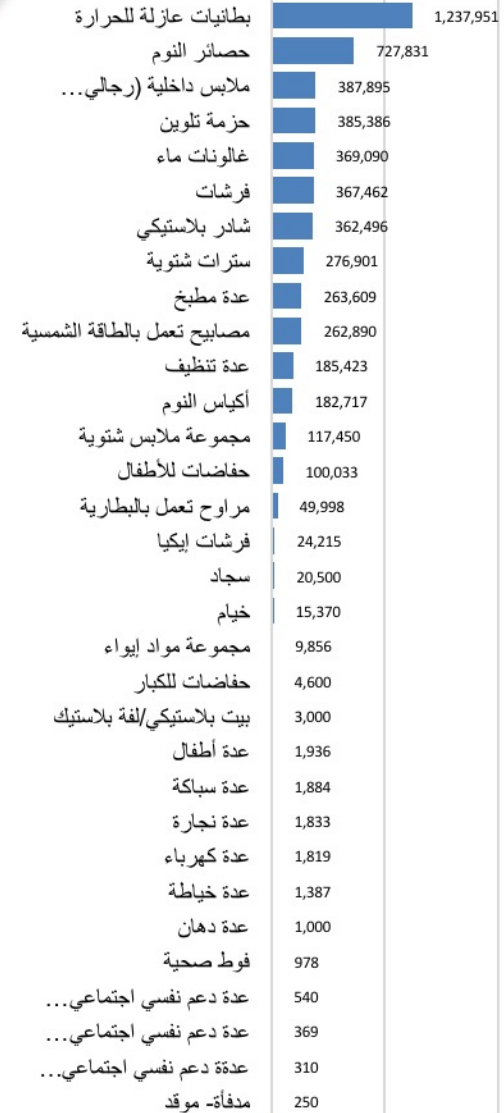 بطانيات عازلة للحرارة 1,237,951
حصائر النوم 727,831
ملابس داخلية (رجالي... 387,895
حزمة تلوين 385,386
غالونات ماء 369,090
فرشات 367,462
شادر بلاستيكي 362,496
سترات شتوية 276,901
عدة مطبخ 263,609
مصابيح تعمل بالطاقة الشمسية 262,890
عدة تنظيف 185,423
أكياس النوم 182,717
مجموعة ملابس شتوية 117,450
حفاضات للأطفال 100,033
مراوح تعمل بالبطارية 49,998
فرشات إيكيا 24,215
سجاد 20,500
خيام 15,370
مجموعة مواد إيواء 9,856
حفاضات للكبار 4,600
بيت بلاستيكي/لفة بلاستيك 3,000
عدة أطفال 1,936
عدة سباكة 1,884
عدة نجارة 1,833
عدة كهرباء 1,819
عدة خياطة 1,387
عدة دهان 1,000
فوط صحية 978
عدة دعم نفسي اجتماعي... 540
عدة دعم نفسي اجتماعي... 369
عدةة دعم نفسي اجتماعي... 310
مدفأة- موقد 250